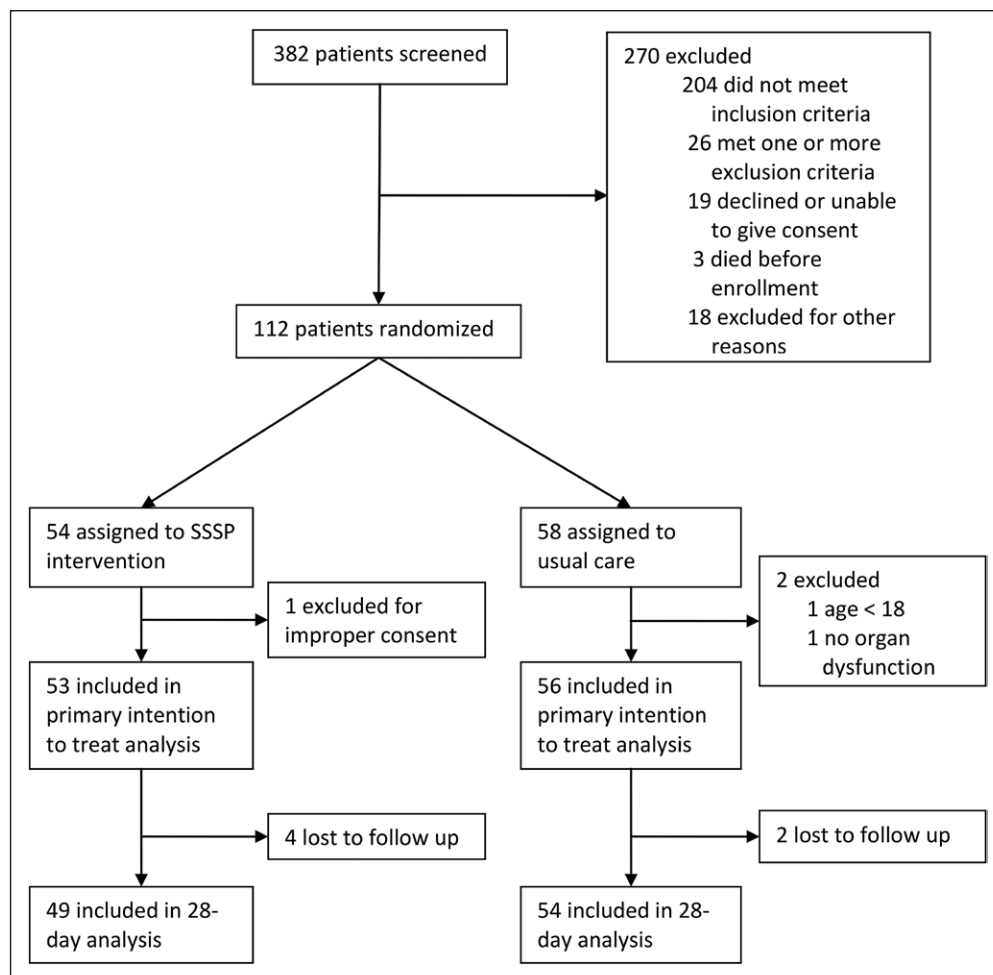 382 patients screened
270 excluded
204 did not meet
inclusion criteria
26 met one or more
exclusion criteria
19 declined or unable
to give consent
3 died before
enrollment
18 excluded for other
reasons
112 patients randomized
54 assigned to SSSP
intervention
58 assigned to
usual care
1 excluded for
improper consent
2 excluded
1 age < 18
1 no organ
dysfunction
53 included in
primary intention
to treat analysis
56 included in
primary intention
to treat analysis
4 lost to follow up
2 lost to follow up
49 included in 28-
day analysis
54 included in 28-
day analysis